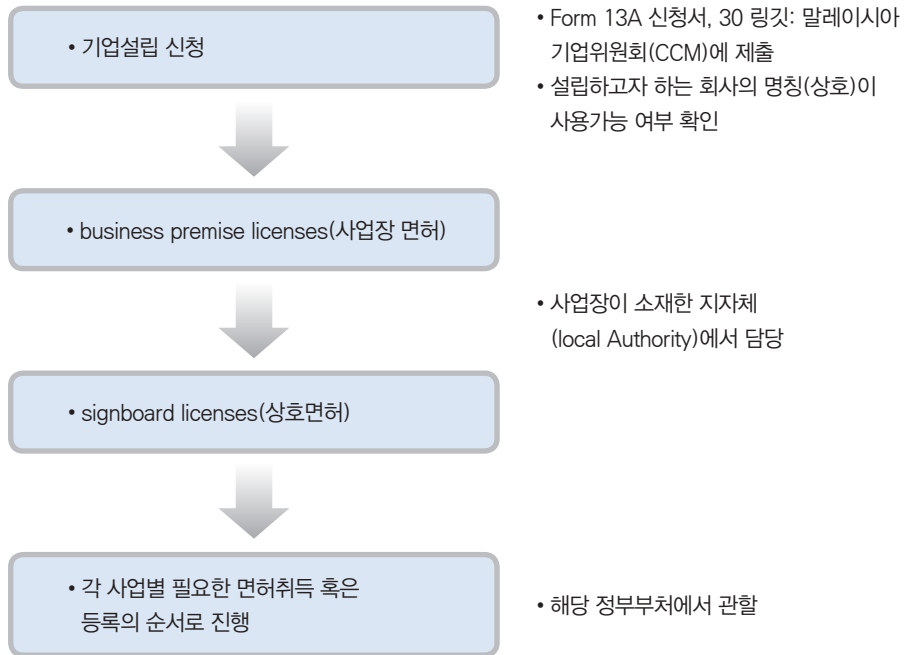 • 기업설립 신청
• Form 13A 신청서, 30 링깃: 말레이시아
기업위원회(CCM)에 제출
• 설립하고자 하는 회사의 명칭(상호)이
사용가능 여부 확인
• business premise licenses(사업장 면허)
• 사업장이 소재한 지자체
(local Authority)에서 담당
• signboard licenses(상호면허)
• 각 사업별 필요한 면허취득 혹은
등록의 순서로 진행
• 해당 정부부처에서 관할